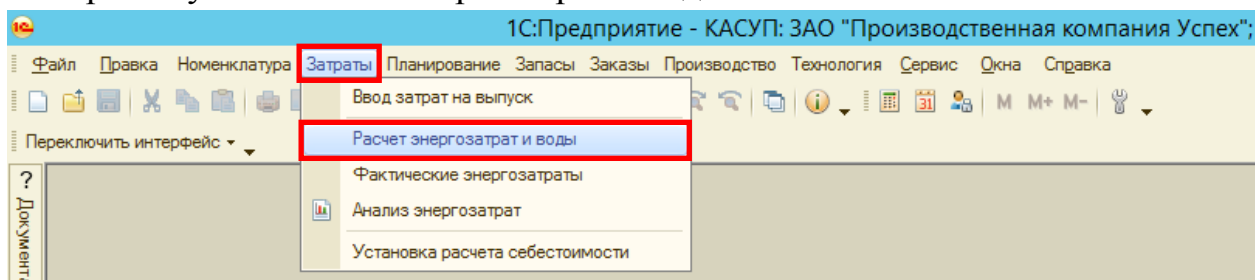 1С:Предприятие - КАСУП: ЗАО "Производственная компания Успех";
Файл Правка Номенклатура Затраты Планирование Запасы Заказы Производство Технология Сервис Окна Справка
M M+ M-
Переключить интерфейс
Ввод затрат на выпуск
Расчет энергозатрат и воды
Фактические энергозатраты
Анализ энергозатрат
Установка расчета себестоимости
?